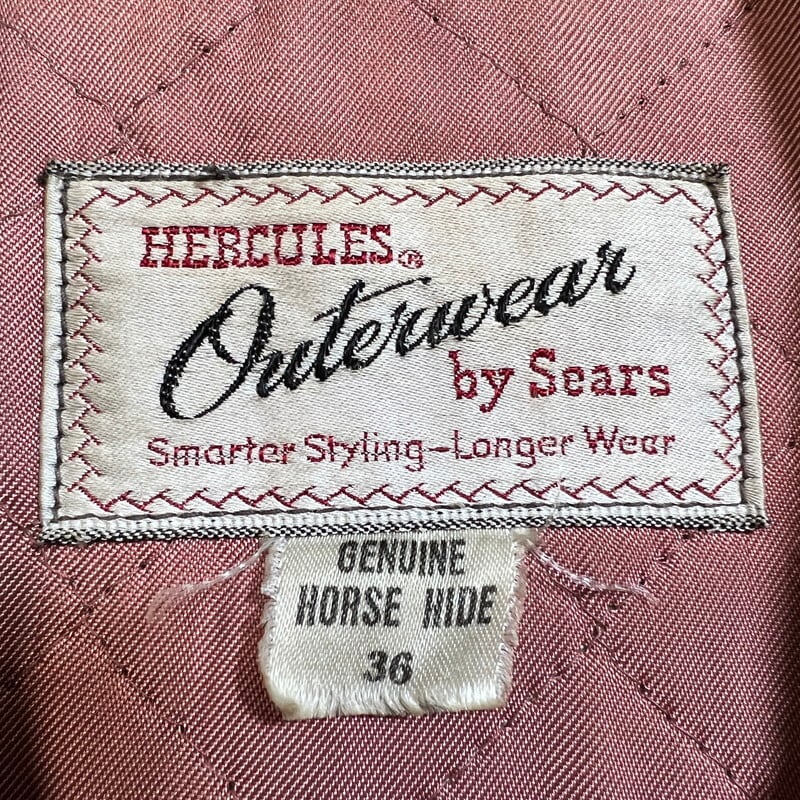 HERCULES®
Outerwear
by Sears
Smarter Styling-Longer Wear
GENUINE
HORSE HIDE
36